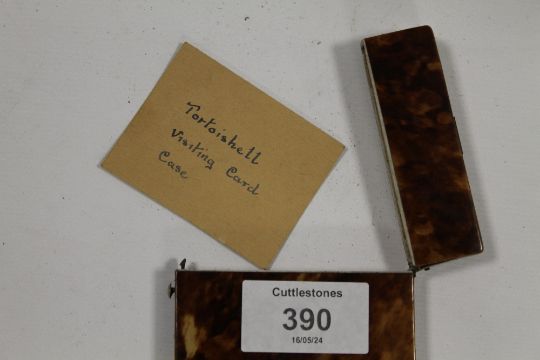 Tortoishell
Visiting Card
Case
Cuttlestones
390
16/05/24